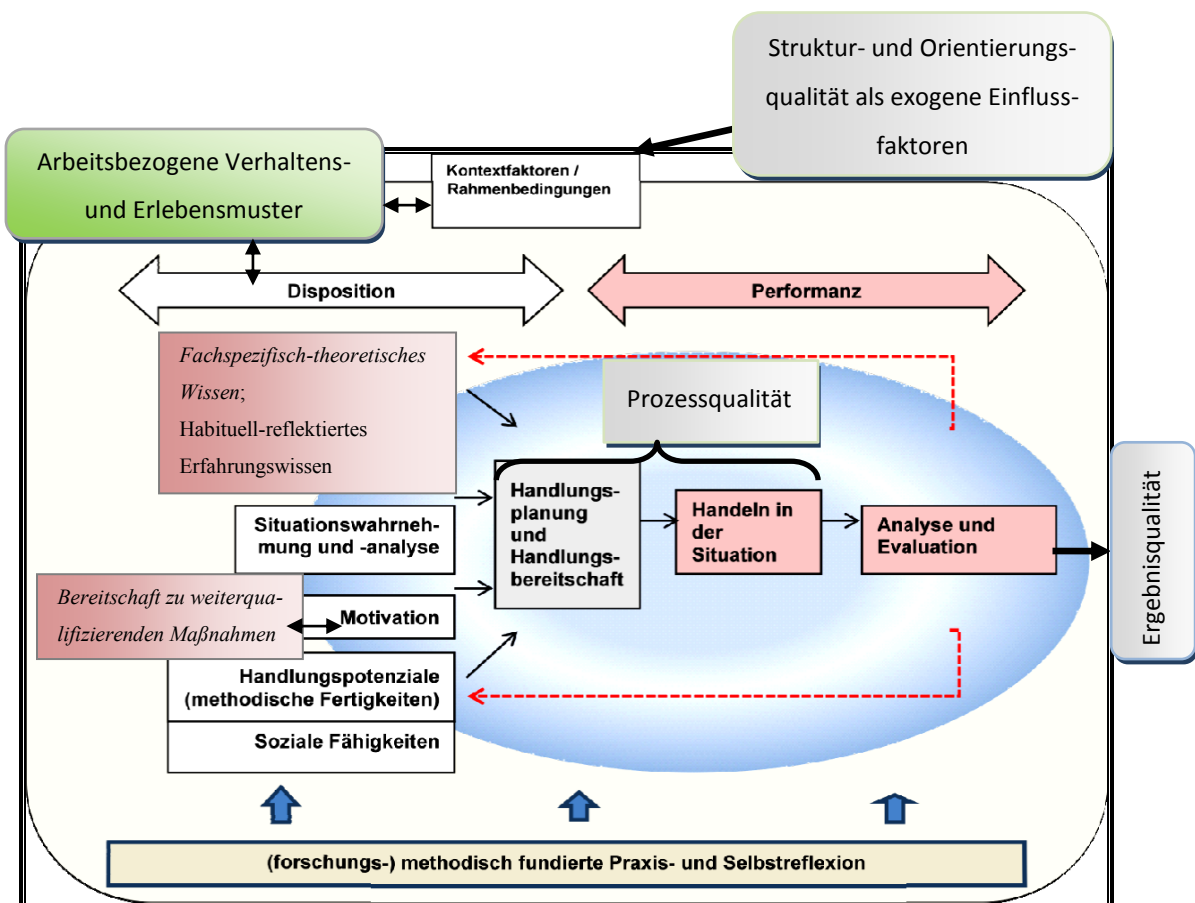 Struktur- und Orientierungs-
qualität als exogene Einfluss-
faktoren
Arbeitsbezogene Verhaltens-
und Erlebensmuster
Kontextfaktoren /
Rahmenbedingungen
Disposition
Performanz
Fachspezifisch-theoretisches
Wissen;
Habituell-reflektiertes
Erfahrungswissen
Prozessqualität
Situationswahrneh-
mung und -analyse
Handlungs-
planung
und
Handlungs-
bereitschaft
Handeln in
der
Situation
Analyse und
Evaluation
Ergebnisqualität
Bereitschaft zu weiterqua-
lifizierenden Maßnahmen
Motivation
Handlungspotenziale
(methodische Fertigkeiten)
Soziale Fähigkeiten
(forschungs-) methodisch fundierte Praxis- und Selbstreflexion